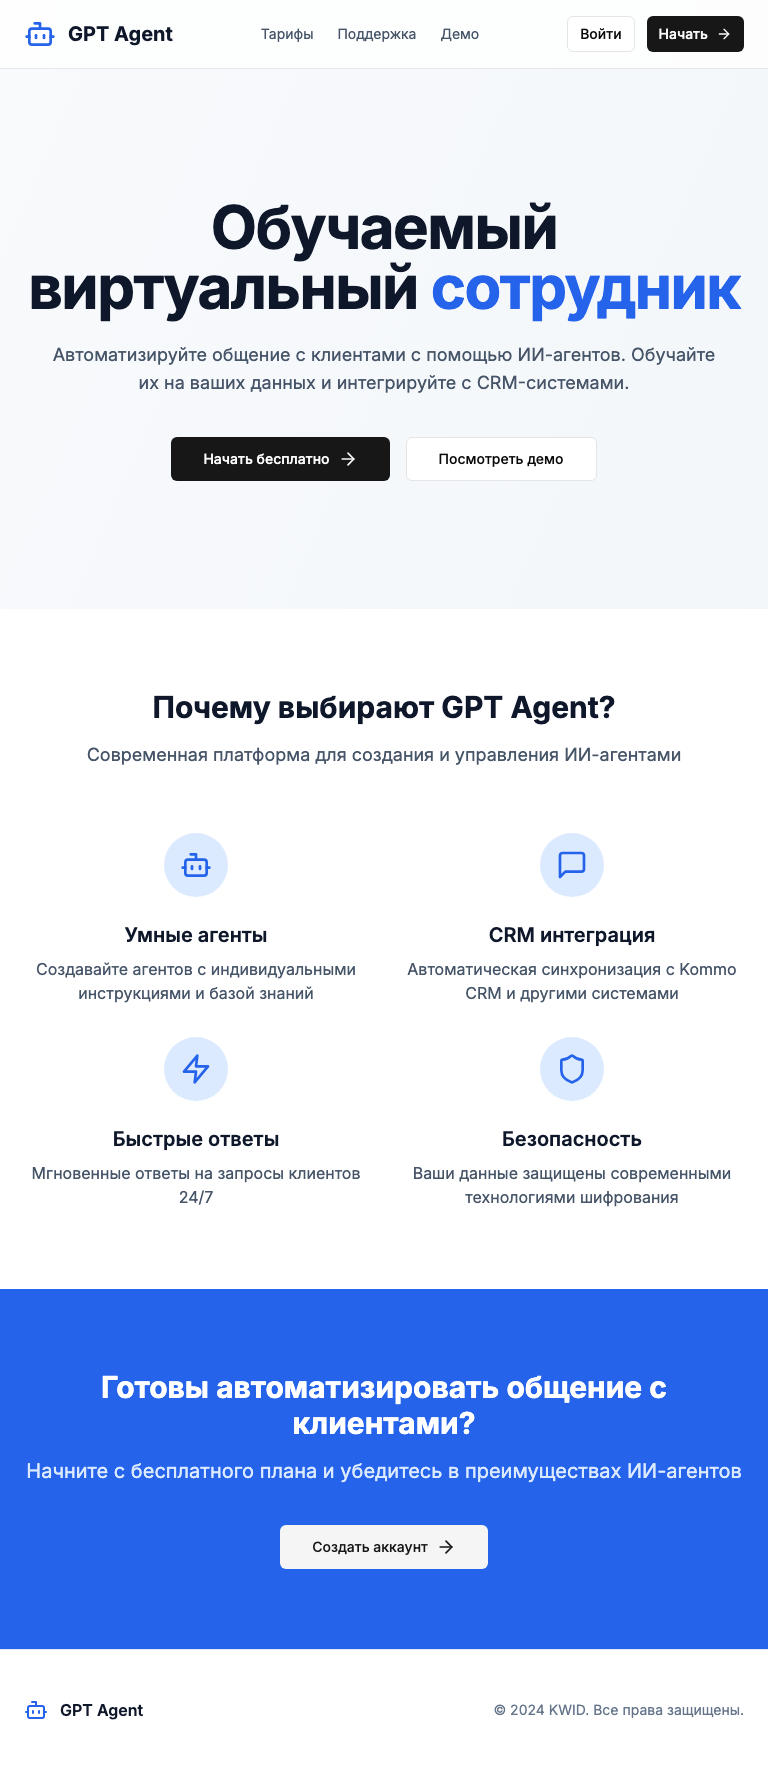 GPT Agent
Тарифы
Поддержка
Демо
Войти
Начать
Обучаемый
виртуальный сотрудник
Автоматизируйте общение с клиентами с помощью ИИ-агентов. Обучайте
их на ваших данных и интегрируйте с CRM-системами.
Начать бесплатно
Посмотреть демо
Почему выбирают GPT Agent?
Современная платформа для создания и управления ИИ-агентами
Умные агенты
Создавайте агентов с индивидуальными
инструкциями и базой знаний
CRM интеграция
Автоматическая синхронизация с Kommo
CRM и другими системами
Быстрые ответы
Мгновенные ответы на запросы клиентов
24/7
Безопасность
Ваши данные защищены современными
технологиями шифрования
Готовы автоматизировать общение с
клиентами?
Начните с бесплатного плана и убедитесь в преимуществах ИИ-агентов
Создать аккаунт
GPT Agent
© 2024 KWID. Все права защищены.